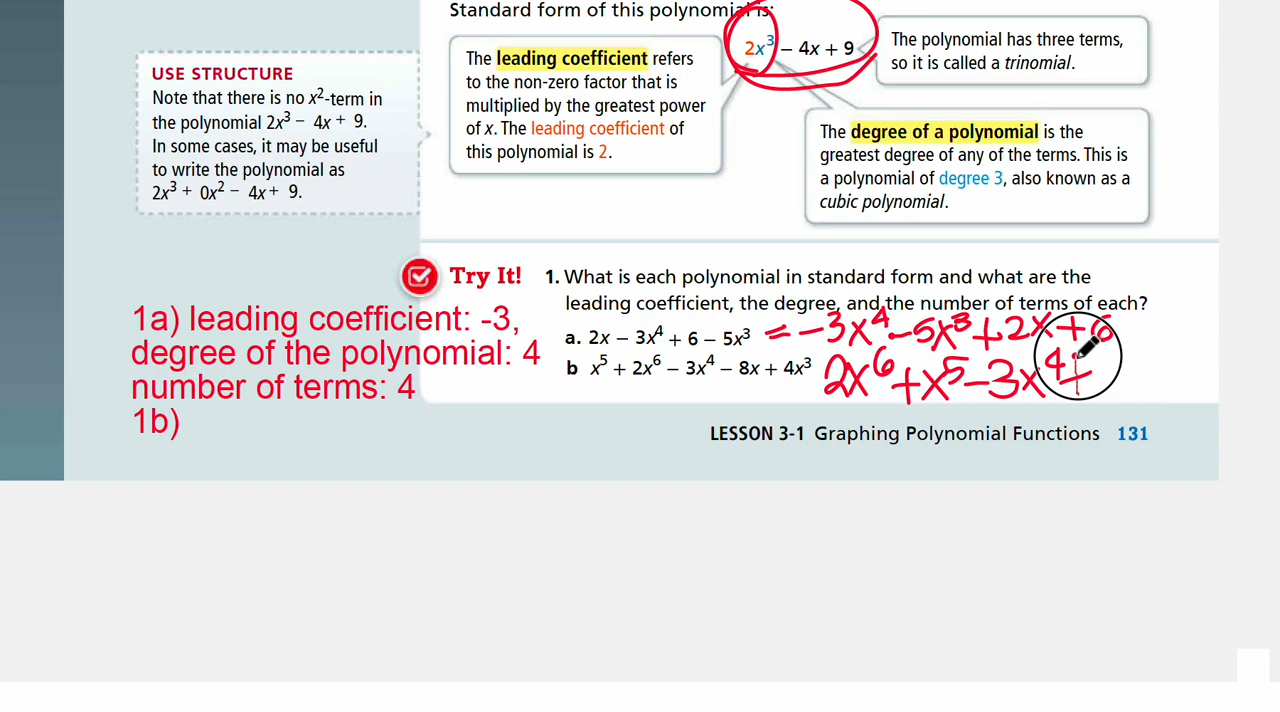 Standard form of this polynomial is:
2x³ − 4x + 9
The leading coefficient refers
to the non-zero factor that is
multiplied by the greatest power
of x. The leading coefficient of
this polynomial is 2.
The polynomial has three terms,
so it is called a trinomial.
The degree of a polynomial is the
greatest degree of any of the terms. This is
a polynomial of degree 3, also known as a
cubic polynomial.
USE STRUCTURE
Note that there is no x²-term in
the polynomial 2x³ − 4x + 9.
In some cases, it may be useful
to write the polynomial as
2x³ + 0x² − 4x + 9.
Try It! 1. What is each polynomial in standard form and what are the
leading coefficient, the degree, and the number of terms of each?
a. 2x − 3x⁴ + 6 − 5x³ = −3x⁴ − 5x³ + 2x + 6
b x⁵ + 2x⁶ − 3x⁴ − 8x + 4x³ 2x⁶ + x⁵ − 3x⁴ +
1a) leading coefficient: -3,
degree of the polynomial: 4
number of terms: 4
1b)
LESSON 3-1 Graphing Polynomial Functions 131